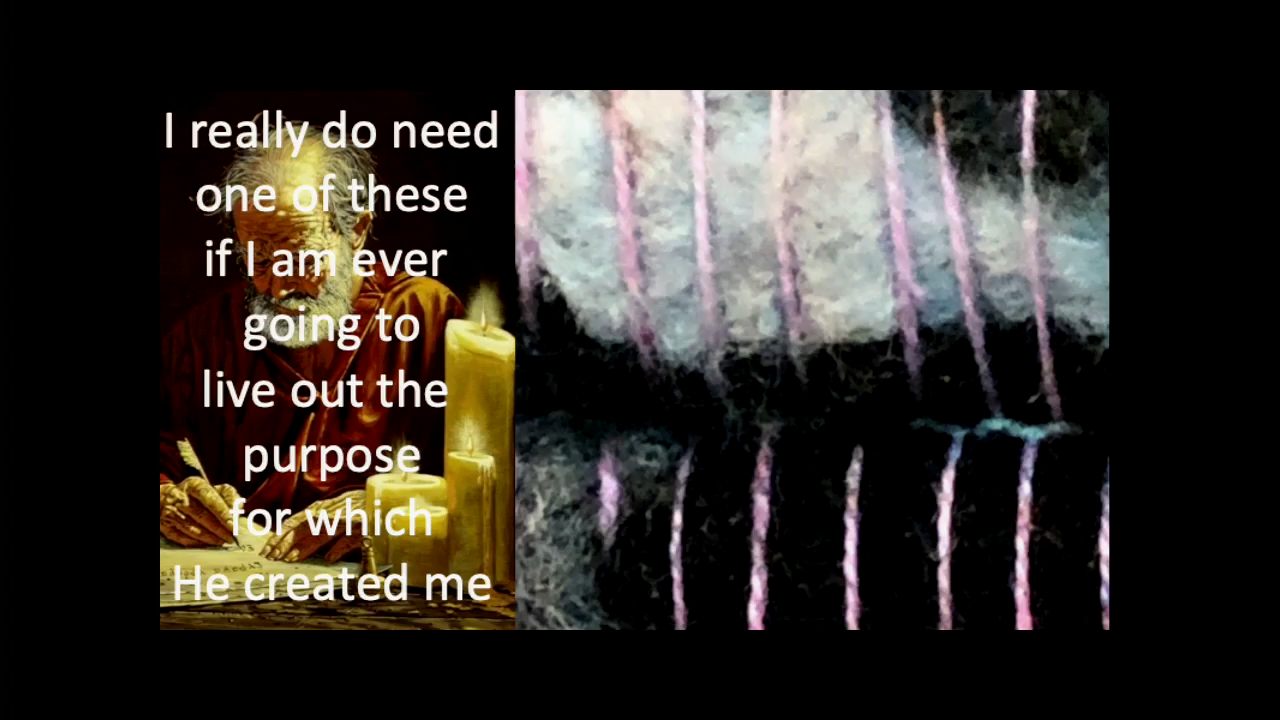 I really do need
one of these
if I am ever
going to
live out the
purpose
for which
He created me